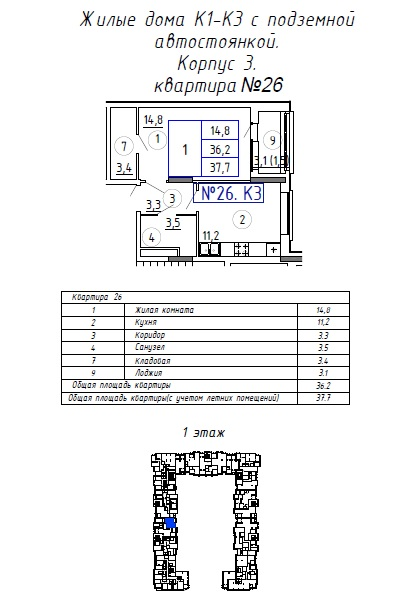 Жилые дома К1-К3 с подземной
автостоянкой.
Корпус 3.
квартира №26
14,8
1
7
3,4
1
14,8
36,2
37,7
9
3,1 (1,5)
3
3,3
№26. К3
3,5
4
2
11,2
Квартира 26
1 Жилая комната 14,8
2 Кухня 11,2
3 Коридор 3.3
4 Санузел 3.5
7 Кладовая 3.4
9 Лоджия 3.1
Общая площадь квартиры 36.2
Общая площадь квартиры(с учетом летних помещений) 37.7
1 этаж